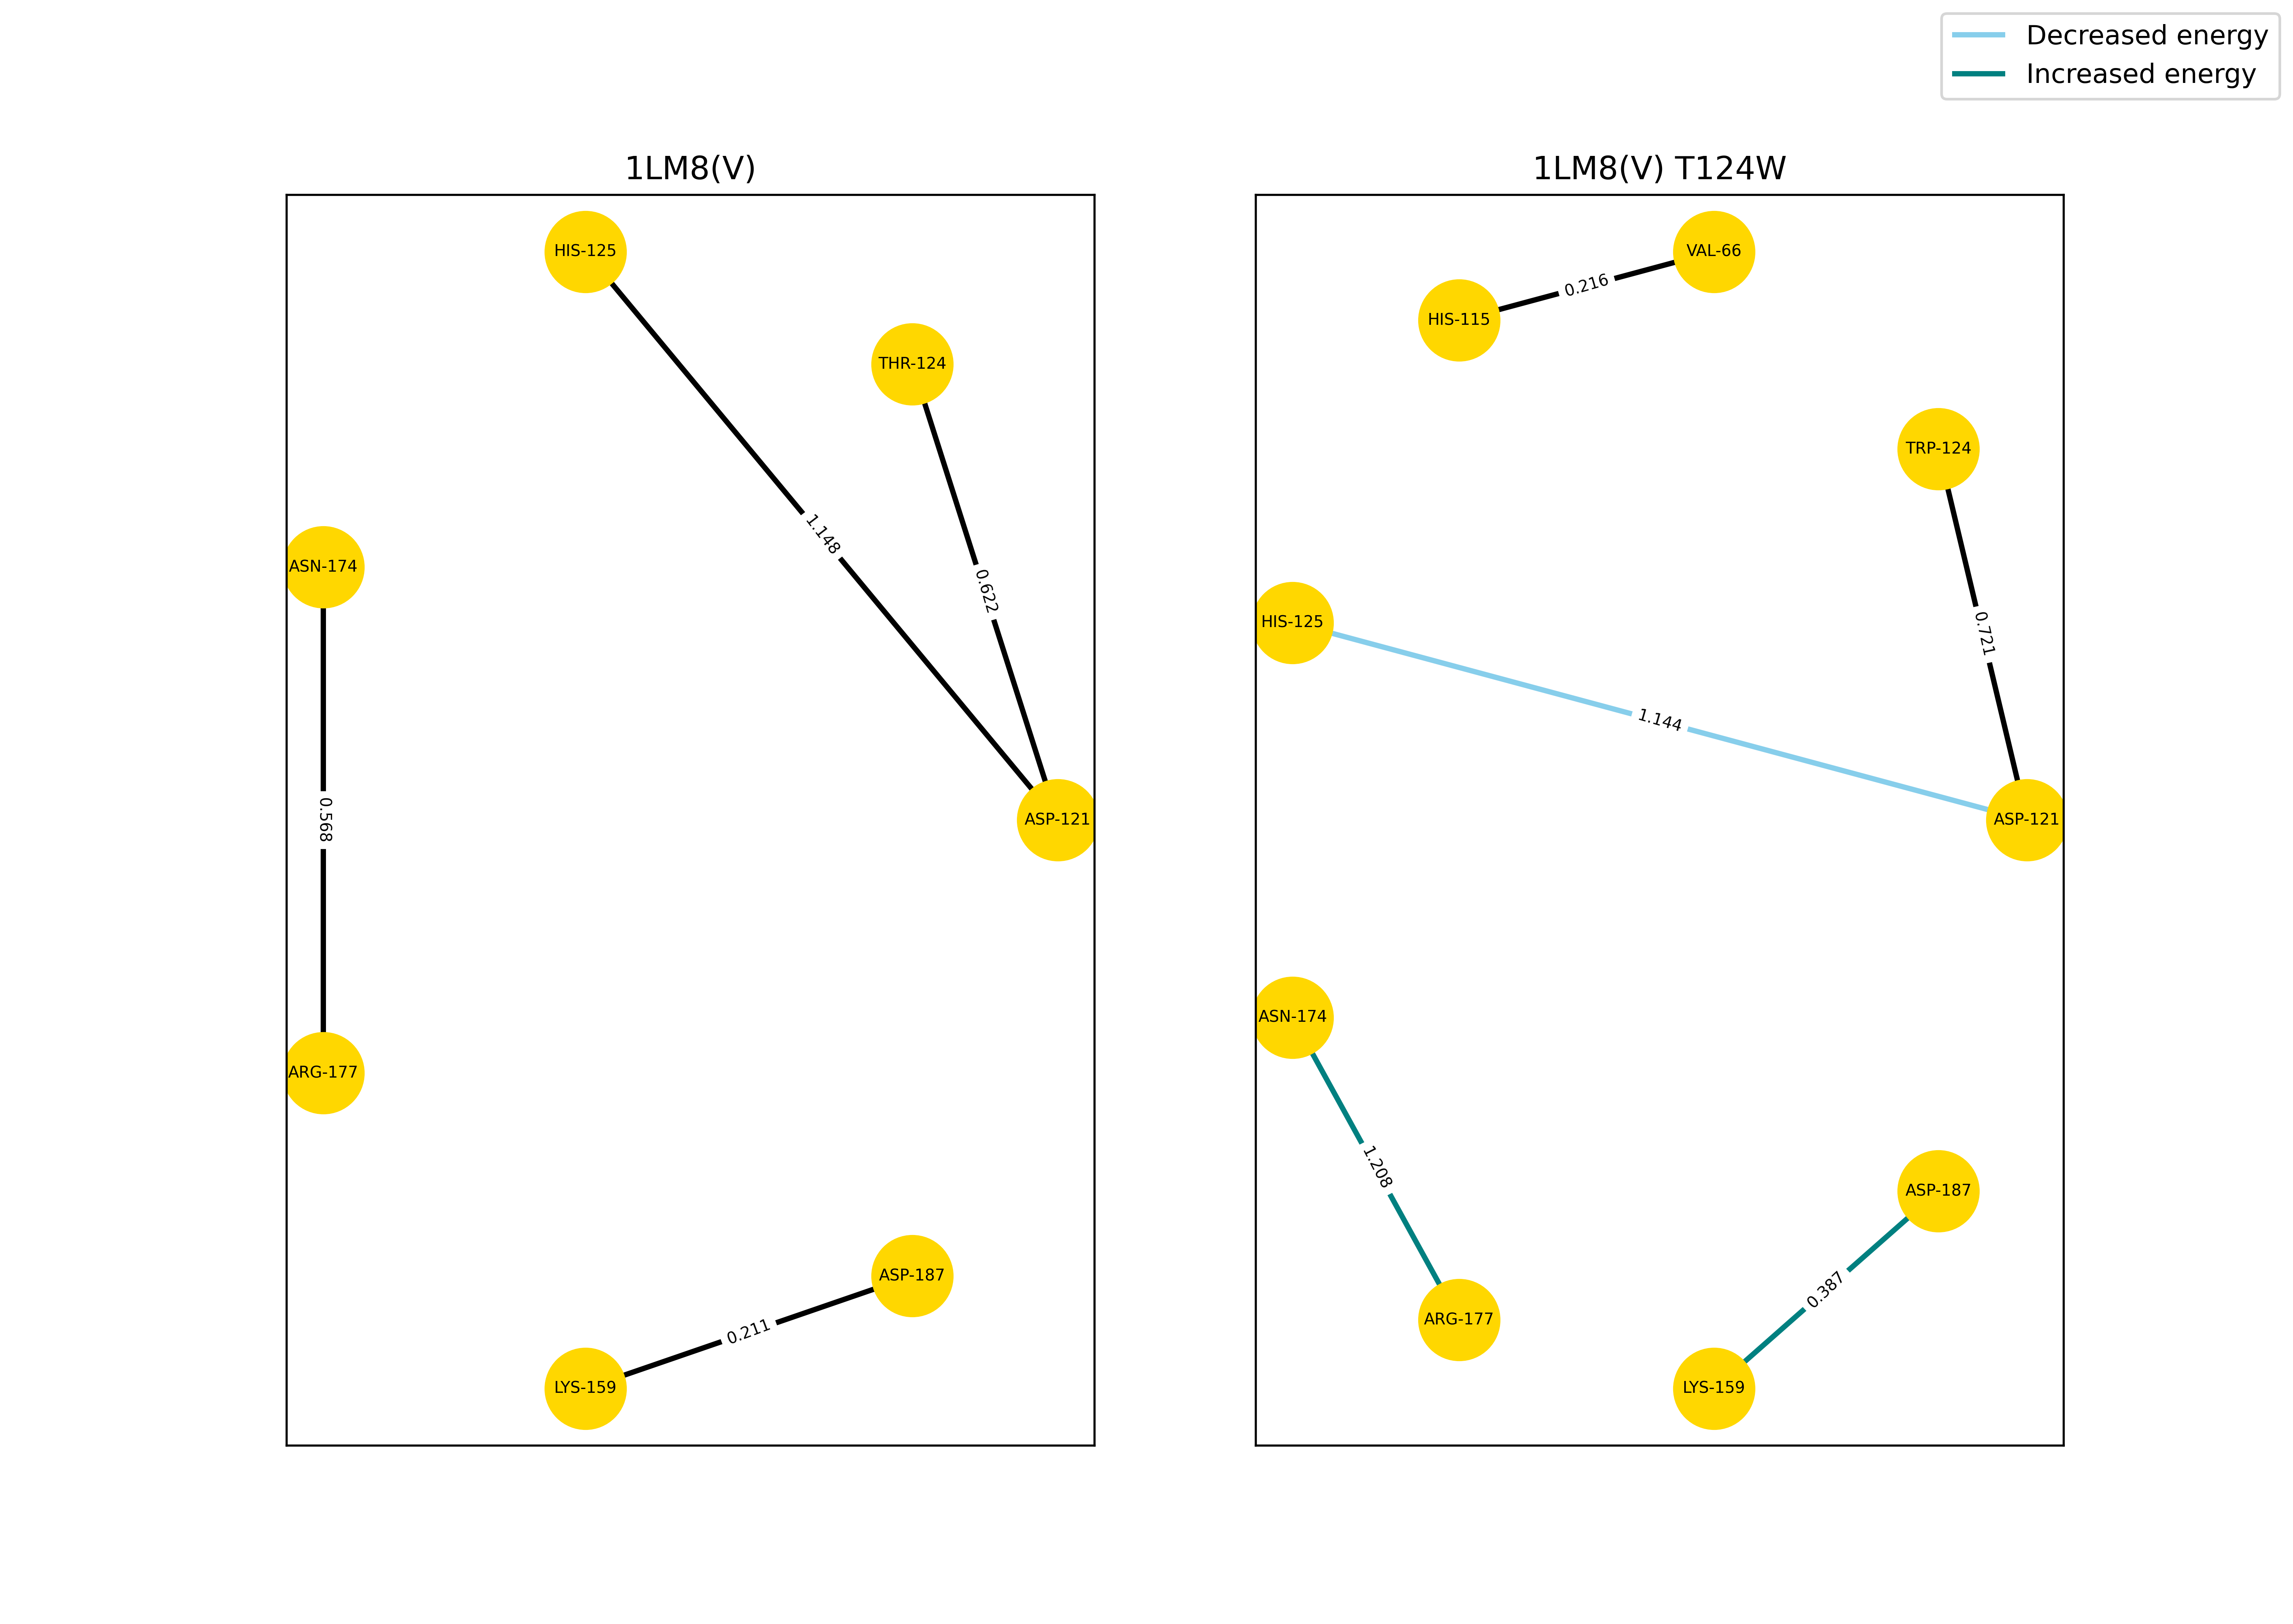 Decreased energy
Increased energy
1LM8(V)
HIS-125
THR-124
1.148
0.622
ASN-174
0.568
ASP-121
ARG-177
ASP-187
0.211
LYS-159
1LM8(V) T124W
VAL-66
0.216
HIS-115
TRP-124
HIS-125
0.721
1.144
ASP-121
ASN-174
1.208
ASP-187
0.387
ARG-177
LYS-159